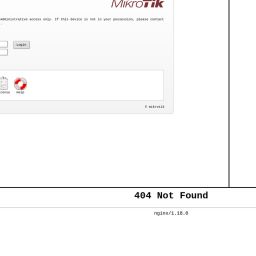 MikroTik
administrative access only. If this device is not in your possession, please contact
Login
Help
© mikrotik
404 Not Found
nginx/1.18.0